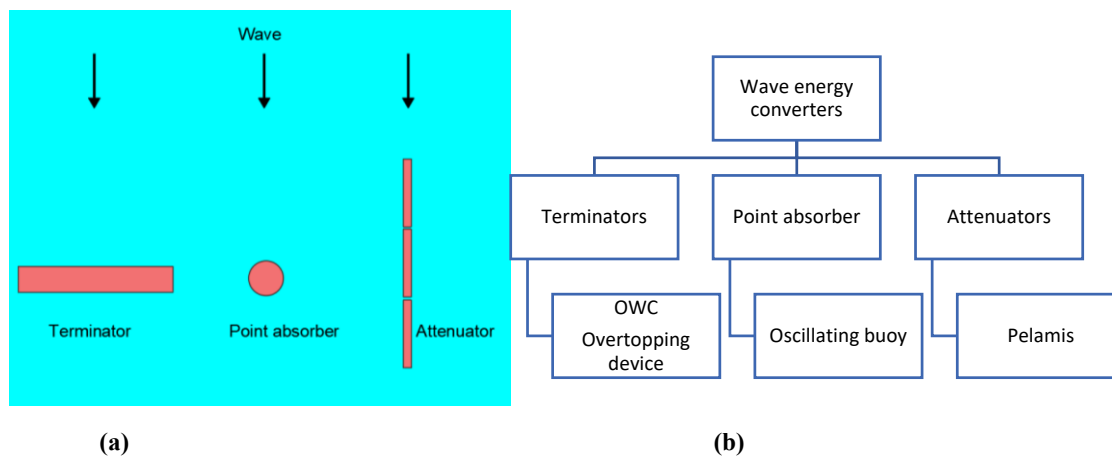 Wave
Terminator
Point absorber
Attenuator
(a)
Wave energy
converters
Terminators
Point absorber
Attenuators
OWC
Overtopping
device
Oscillating buoy
Pelamis
(b)